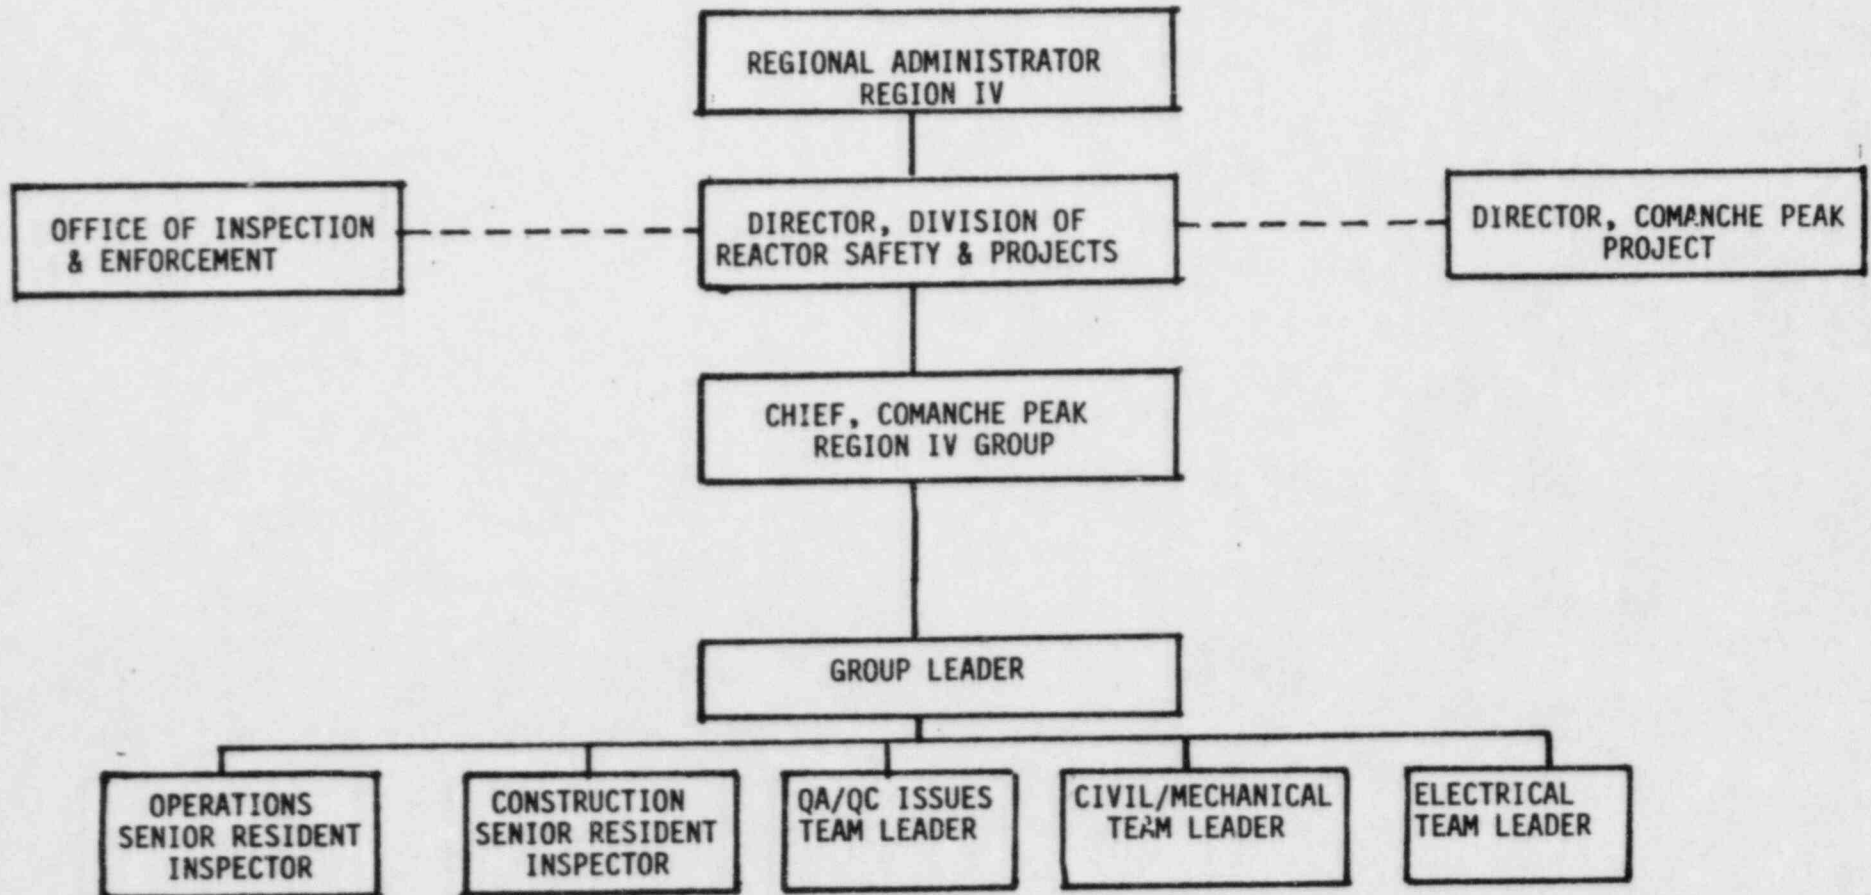 REGIONAL ADMINISTRATOR
REGION IV
OFFICE OF INSPECTION
& ENFORCEMENT
DIRECTOR, DIVISION OF
REACTOR SAFETY & PROJECTS
DIRECTOR, COMANCHE PEAK
PROJECT
CHIEF, COMANCHE PEAK
REGION IV GROUP
GROUP LEADER
OPERATIONS
SENIOR RESIDENT
INSPECTOR
CONSTRUCTION
SENIOR RESIDENT
INSPECTOR
QA/QC ISSUES
TEAM LEADER
CIVIL/MECHANICAL
TEAM LEADER
ELECTRICAL
TEAM LEADER